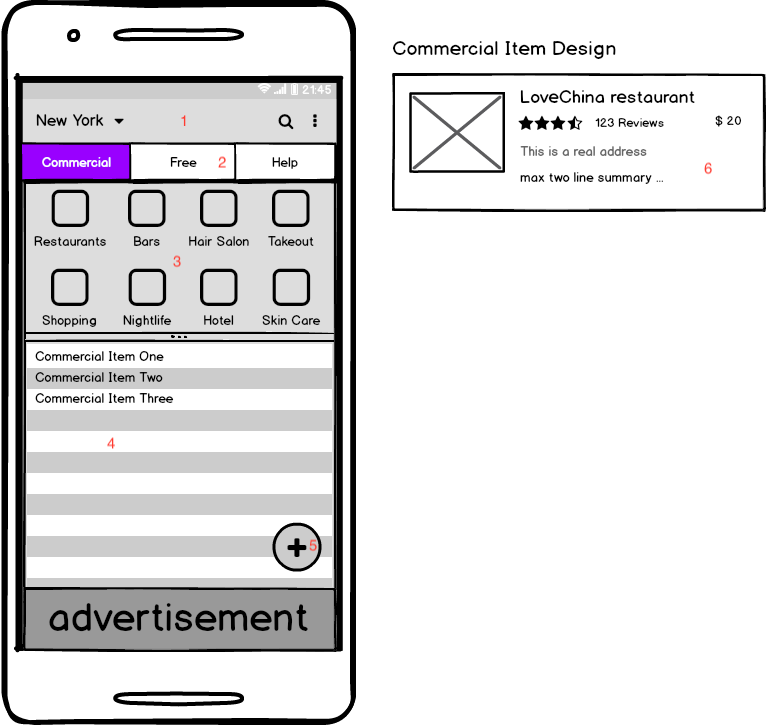 21:45
New York 1
Commercial Free 2 Help
Restaurants Bars Hair Salon Takeout
3
Shopping Nightlife Hotel Skin Care
...
Commercial Item One
Commercial Item Two
Commercial Item Three
4
5
advertisement
Commercial Item Design
LoveChina restaurant
123 Reviews $ 20
This is a real address
6
max two line summary ...